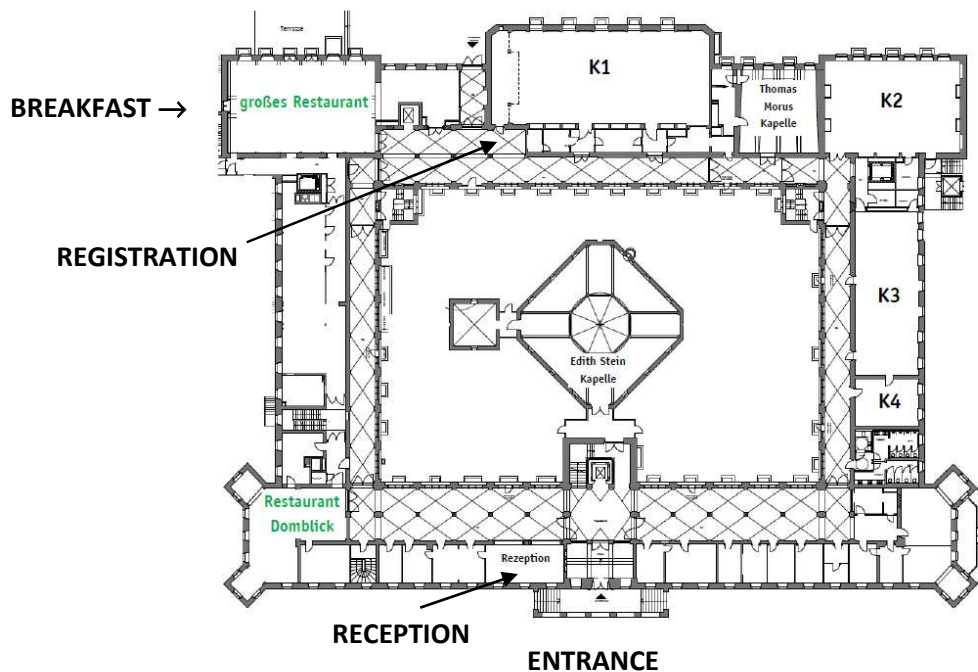 Terrasse
K1
großes Restaurant
BREAKFAST →
Thomas
Morus
Kapelle
K2
REGISTRATION
K3
Edith Stein
Kapelle
K4
Restaurant
Domblick
Rezeption
RECEPTION
ENTRANCE